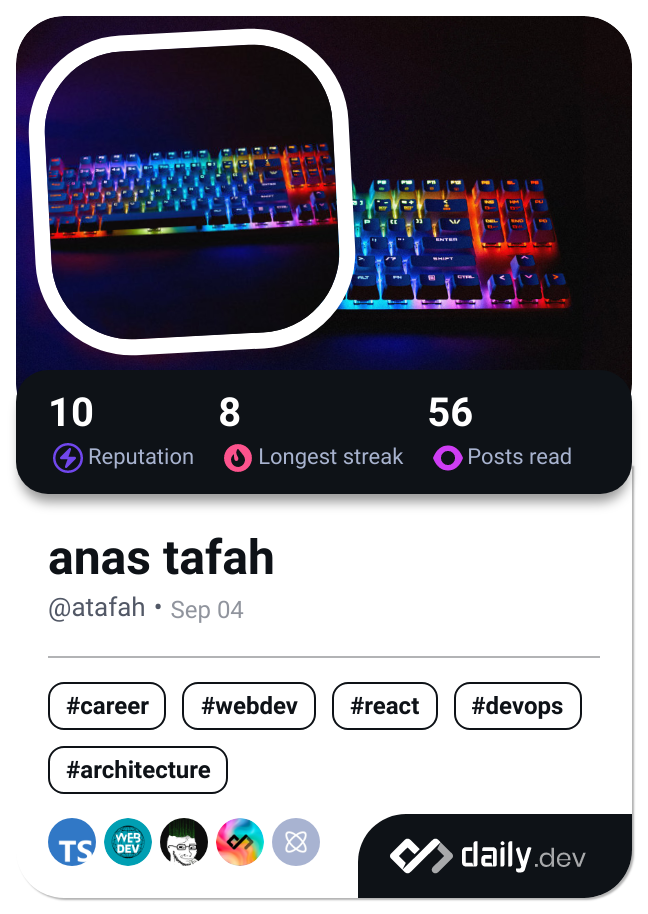 10 8 56
Reputation Longest streak Posts read
anas tafah
@atafah • Sep 04
#career #webdev #react #devops
#architecture
TS WEB DEV daily.dev